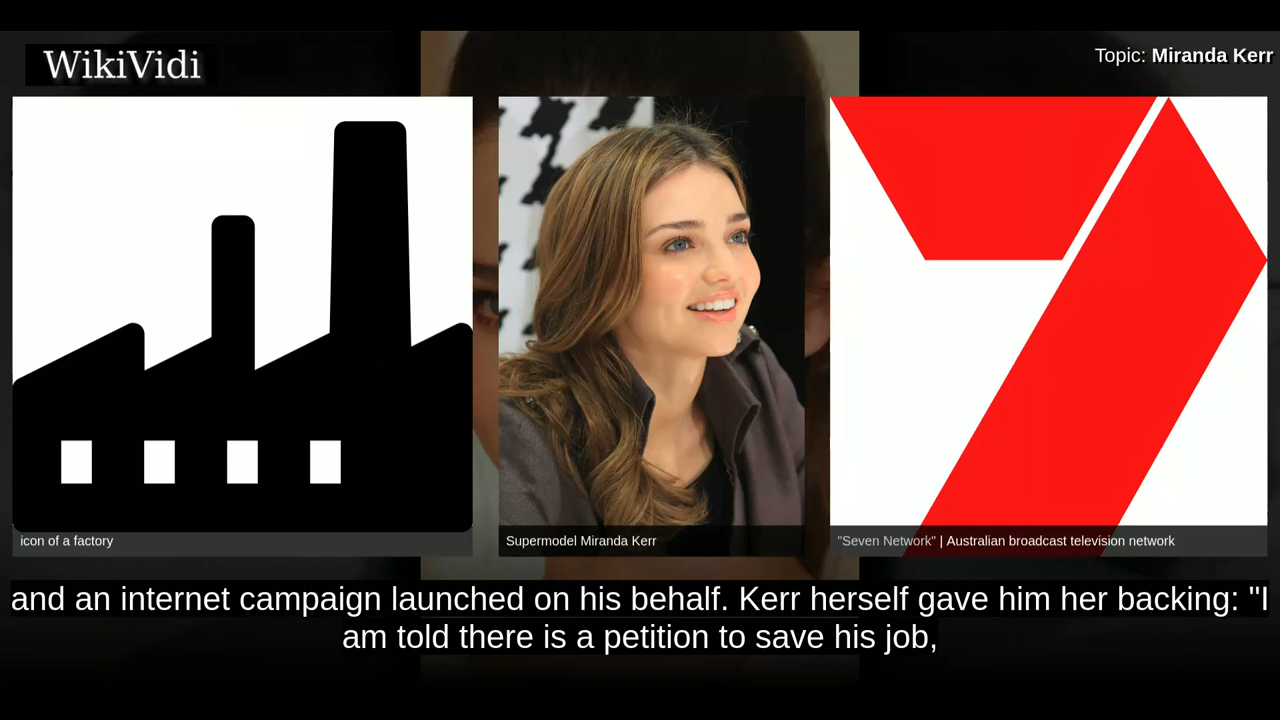 WikiVidi
Topic: Miranda Kerr
icon of a factory
Supermodel Miranda Kerr
"Seven Network" | Australian broadcast television network
and an internet campaign launched on his behalf. Kerr herself gave him her backing: "I
am told there is a petition to save his job,